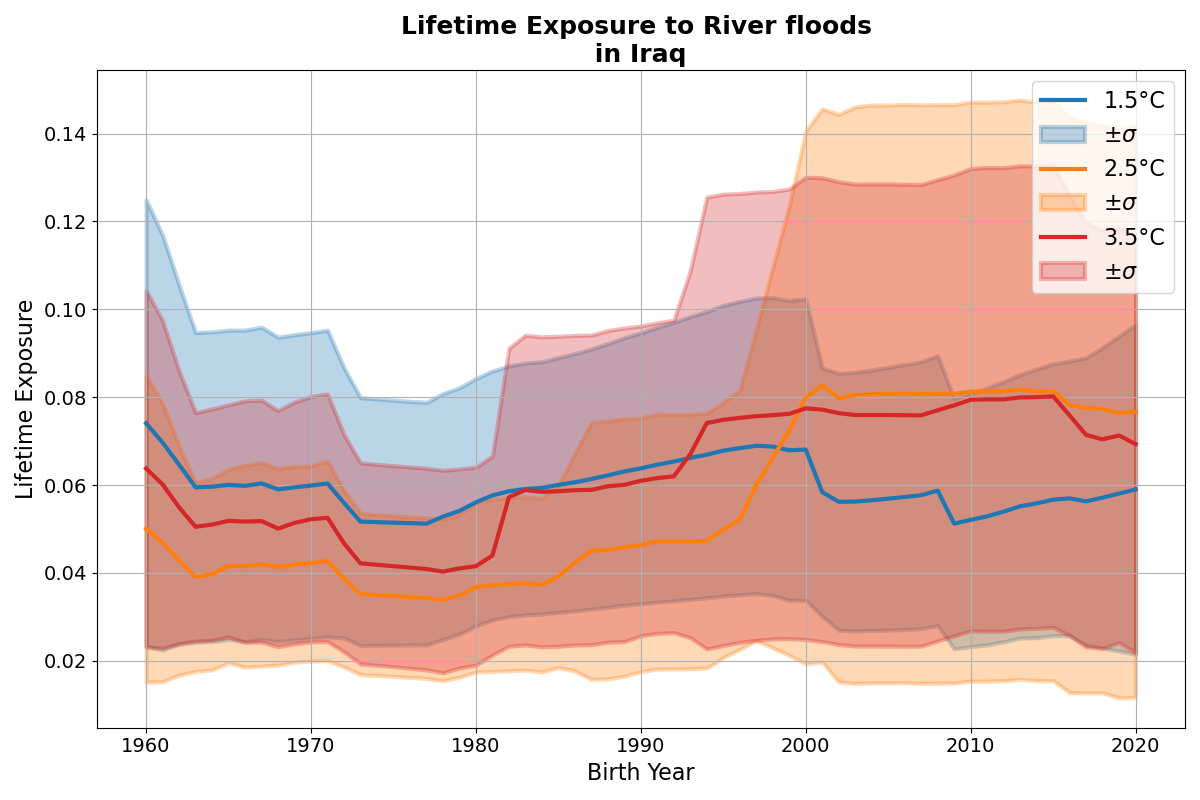 Lifetime Exposure to River floods
in Iraq
Lifetime Exposure
0.14
0.12
0.10
0.08
0.06
0.04
0.02
1960
1970
1980
1990
2000
2010
2020
Birth Year
1.5°C
±σ
2.5°C
±σ
3.5°C
±σ